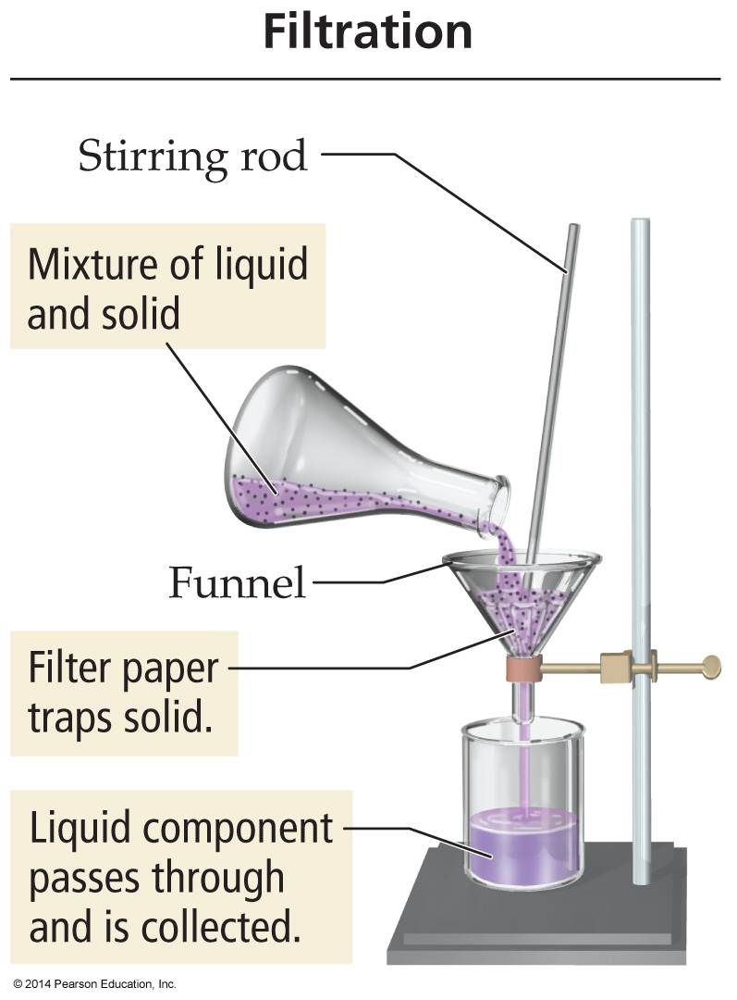 Filtration
Stirring rod
Mixture of liquid
and solid
Funnel
Filter paper
traps solid.
Liquid component
passes through
and is collected.
© 2014 Pearson Education, Inc.